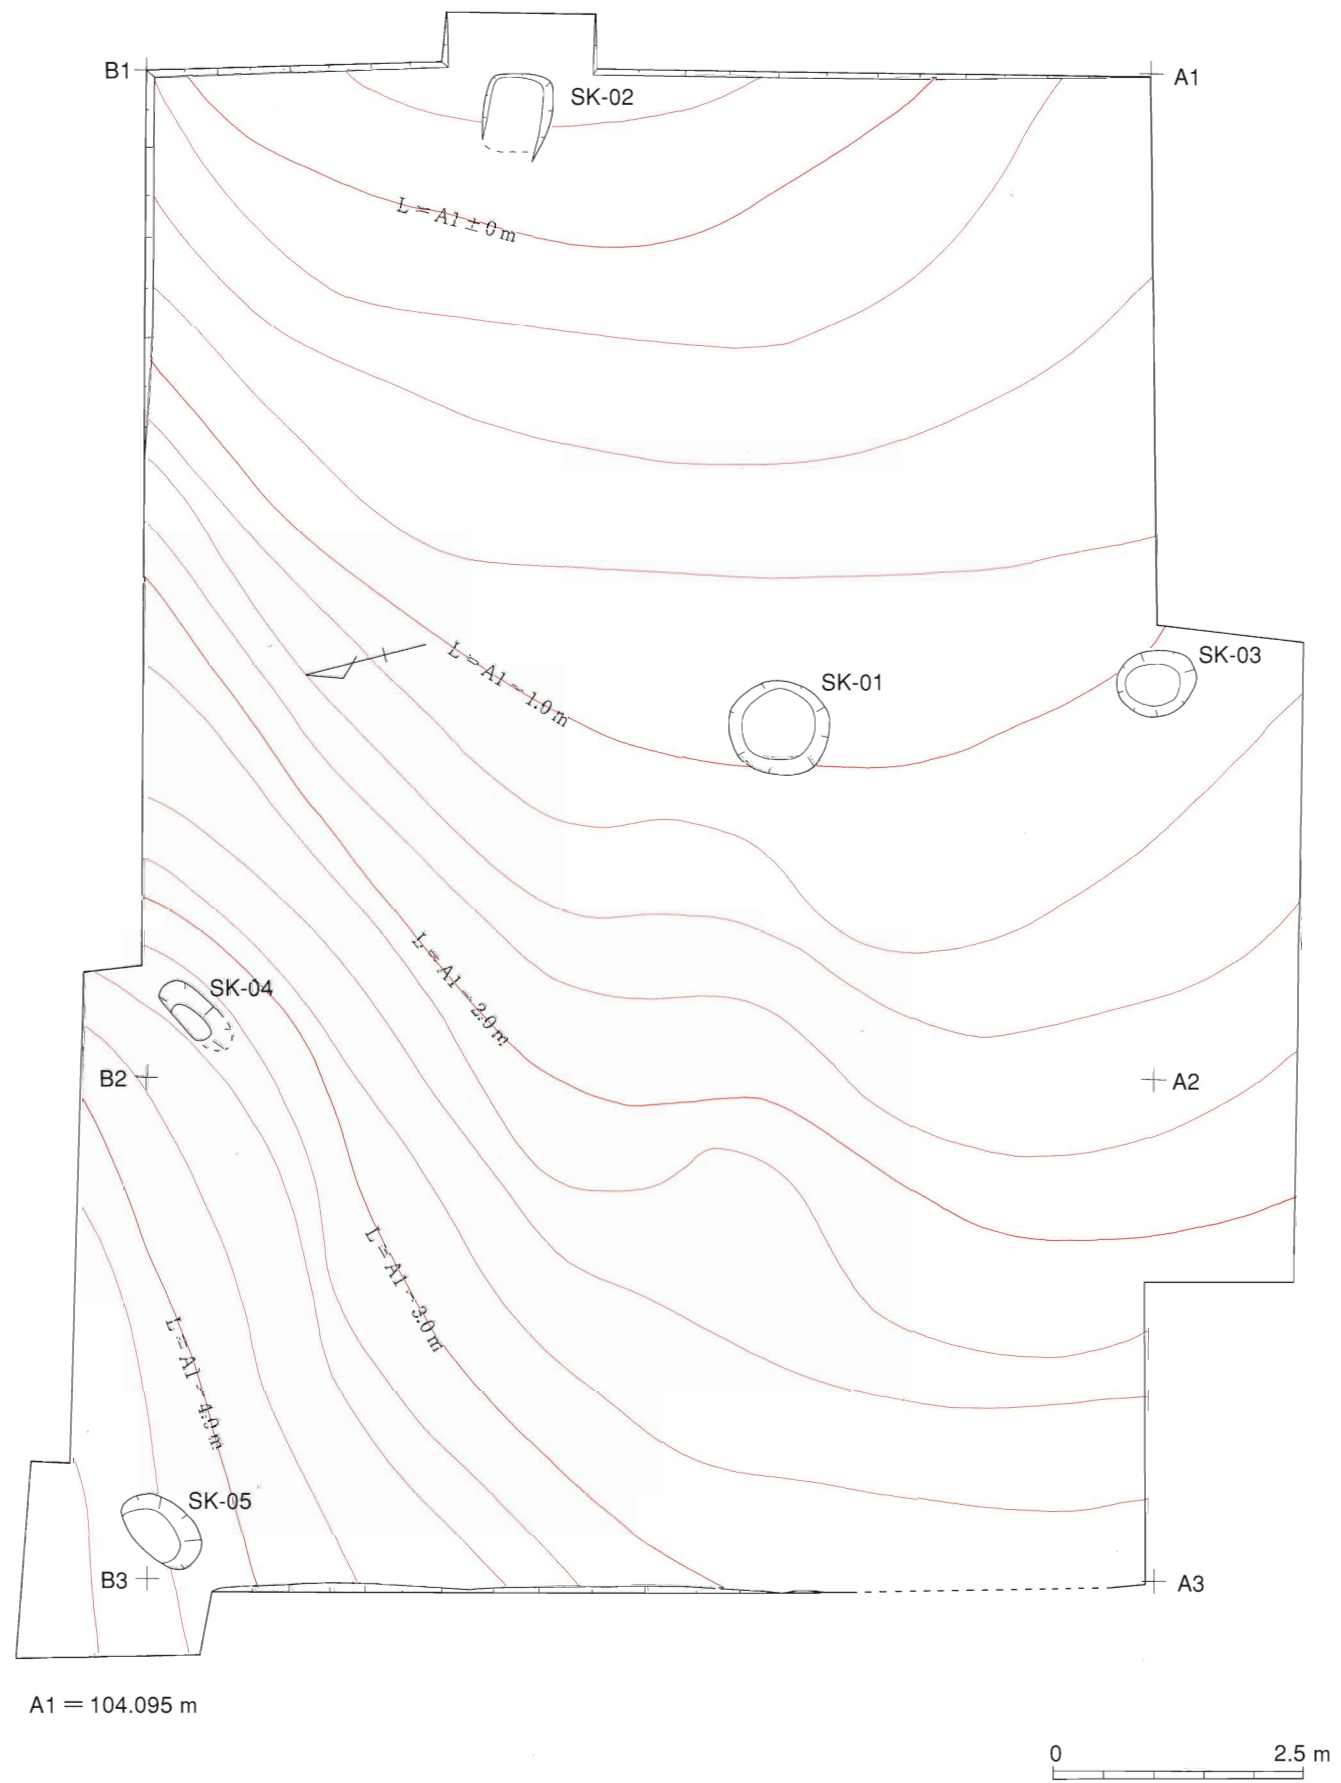 B1
A1
SK-02
L=A1±0m
SK-03
L=A1-1.0m
SK-01
L=A1-2.0m
SK-04
B2
A2
L=A1-3.0m
L=A1-4.0m
SK-05
B3
A3
A1=104.095 m
0 2.5 m